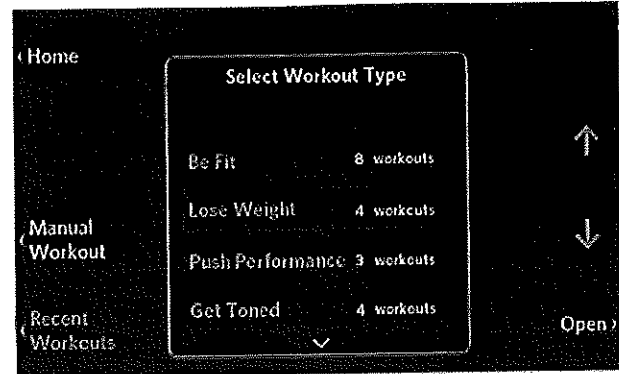 Home
Select Workout Type
Be Fit 8 workouts
Lose Weight 4 workouts
Manual
Workout
Push Performance 3 workouts
Get Toned 4 workouts
Recent
Workouts
Open